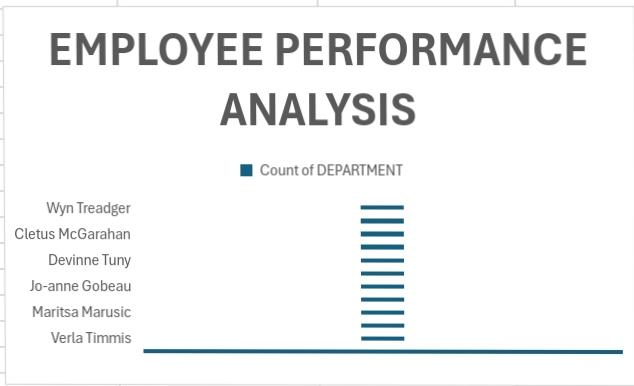 EMPLOYEE PERFORMANCE
ANALYSIS
Count of DEPARTMENT
Wyn Treadger
Cletus McGarahan
Devinne Tuny
Jo-anne Gobeau
Maritsa Marusic
Verla Timmis